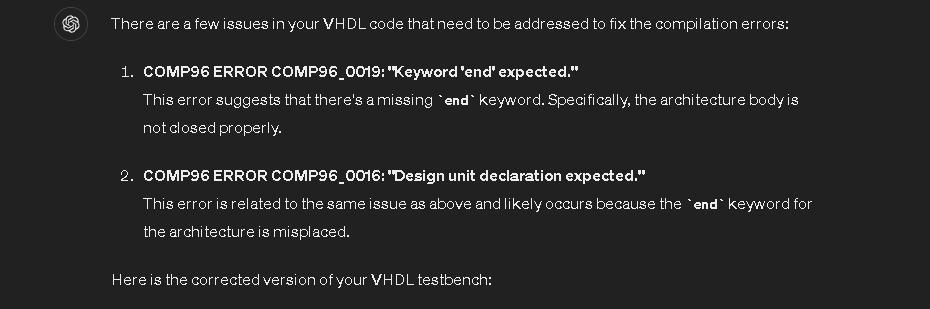 There are a few issues in your VHDL code that need to be addressed to fix the compilation errors:
1. COMP96 ERROR COMP96_0019: "Keyword 'end' expected."
This error suggests that there's a missing `end` keyword. Specifically, the architecture body is
not closed properly.
2. COMP96 ERROR COMP96_0016: "Design unit declaration expected."
This error is related to the same issue as above and likely occurs because the `end` keyword for
the architecture is misplaced.
Here is the corrected version of your VHDL testbench: